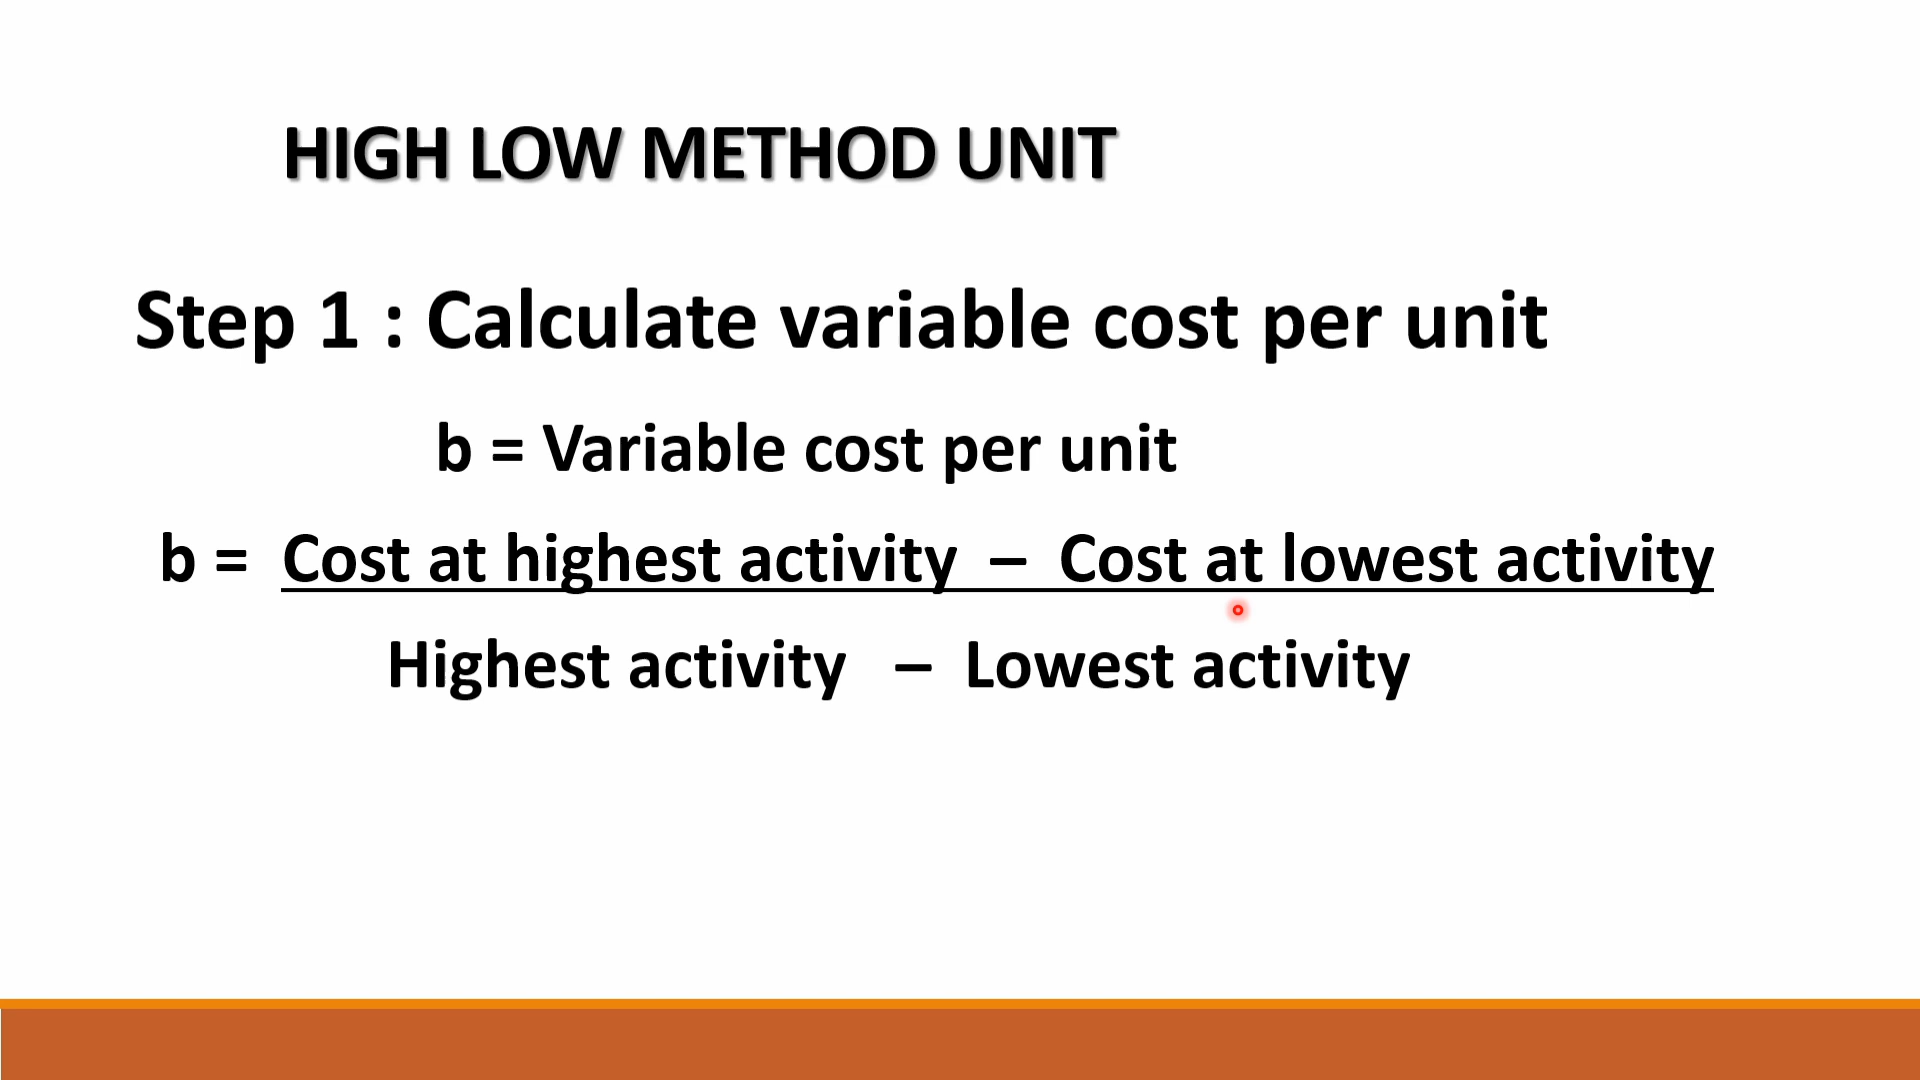 HIGH LOW METHOD UNIT
Step 1 : Calculate variable cost per unit
b = Variable cost per unit
b = Cost at highest activity – Cost at lowest activity
Highest activity – Lowest activity